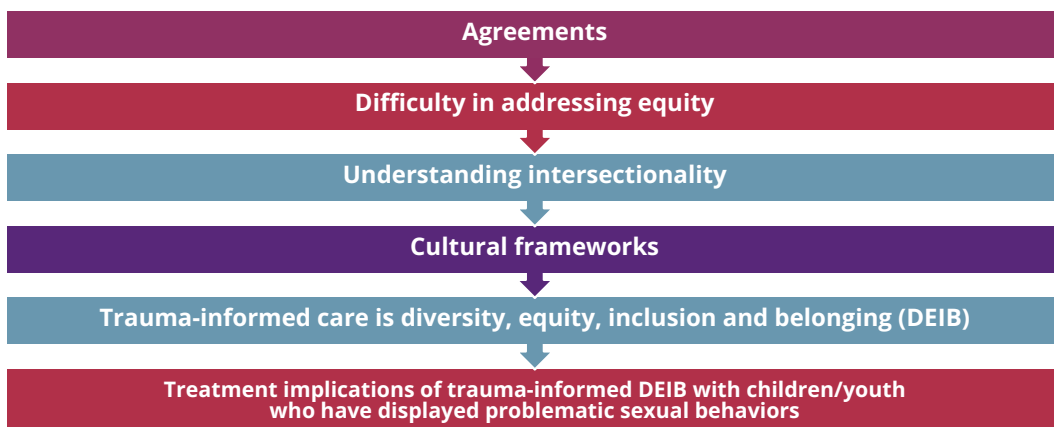 Agreements
Difficulty in addressing equity
Understanding intersectionality
Cultural frameworks
Trauma-informed care is diversity, equity, inclusion and belonging (DEIB)
Treatment implications of trauma-informed DEIB with children/youth
who have displayed problematic sexual behaviors